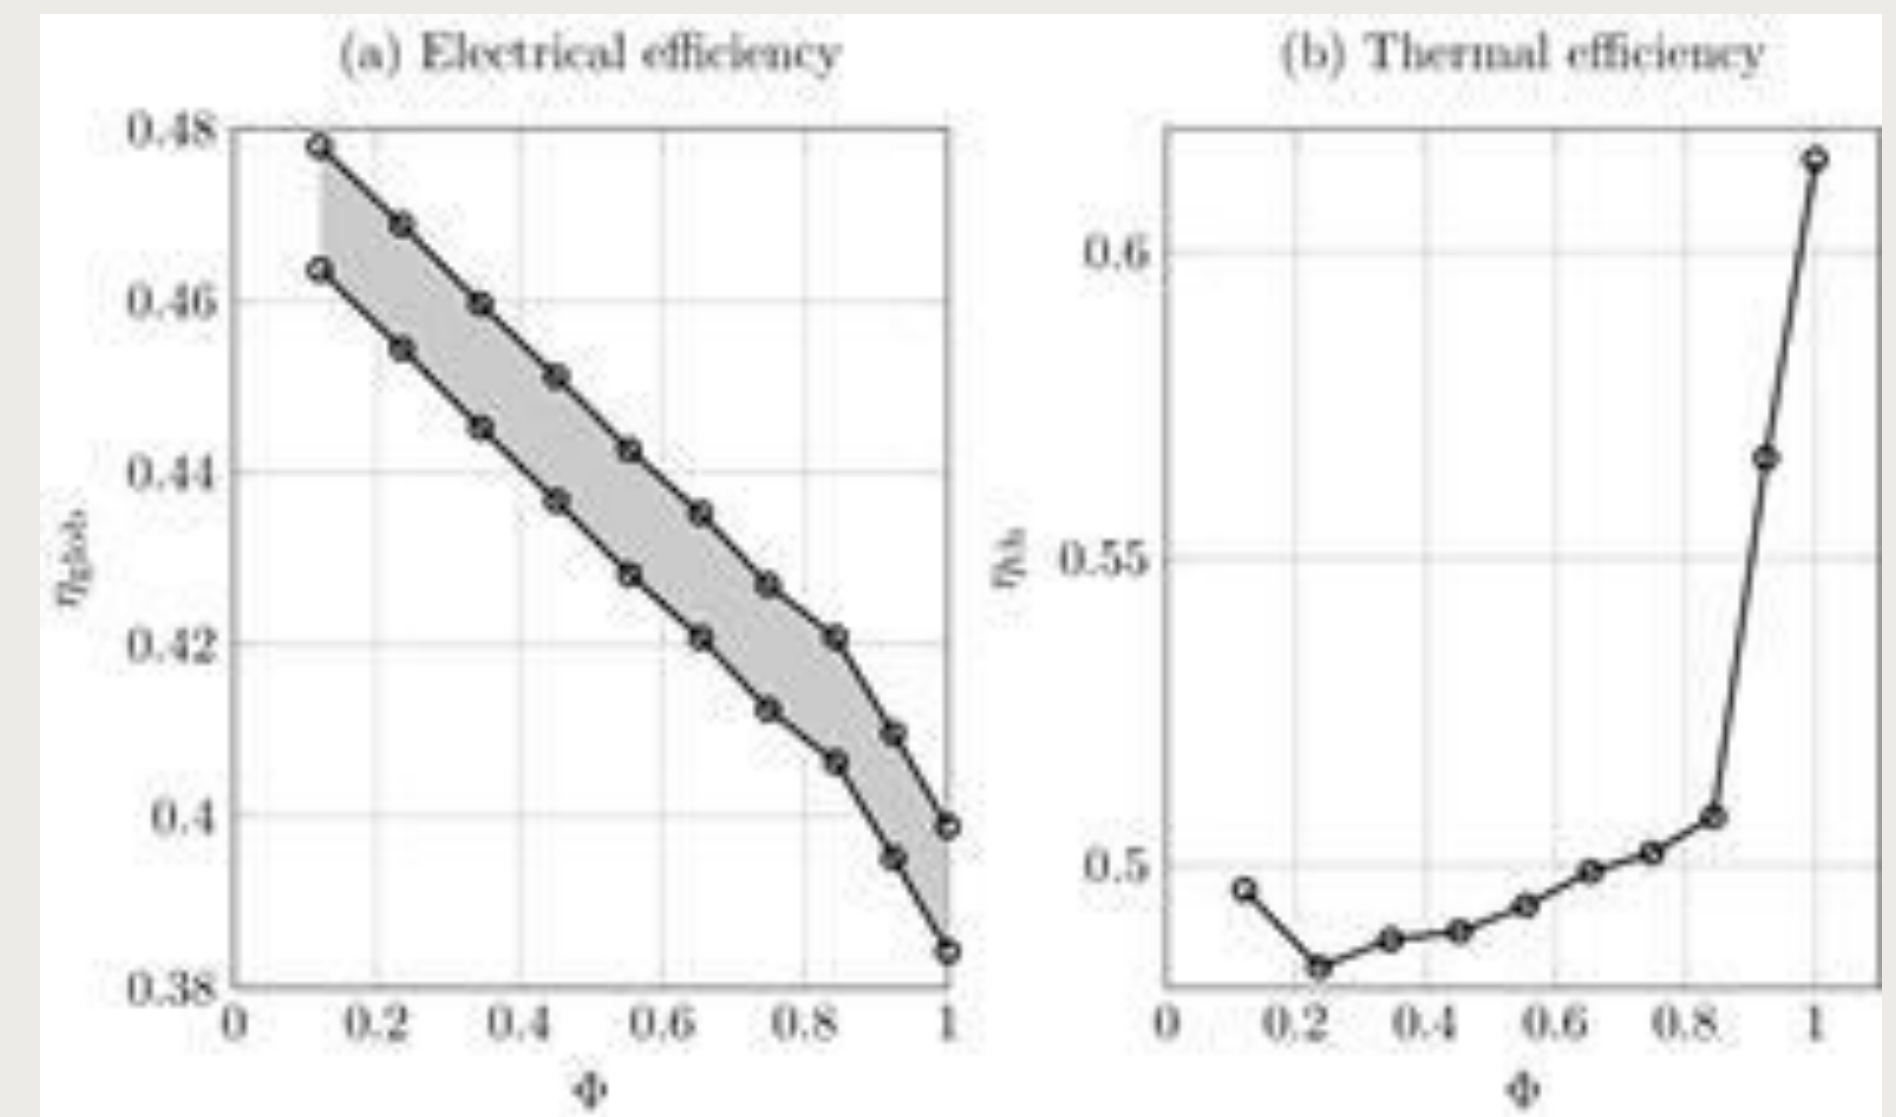 (a) Electrical efficiency
0.48
0.46
0.44
0.42
0.4
0.38
0 0.2 0.4 0.6 0.8 1
Φ
η_glob
(b) Thermal efficiency
0.6
0.55
0.5
0 0.2 0.4 0.6 0.8 1
Φ
η_th